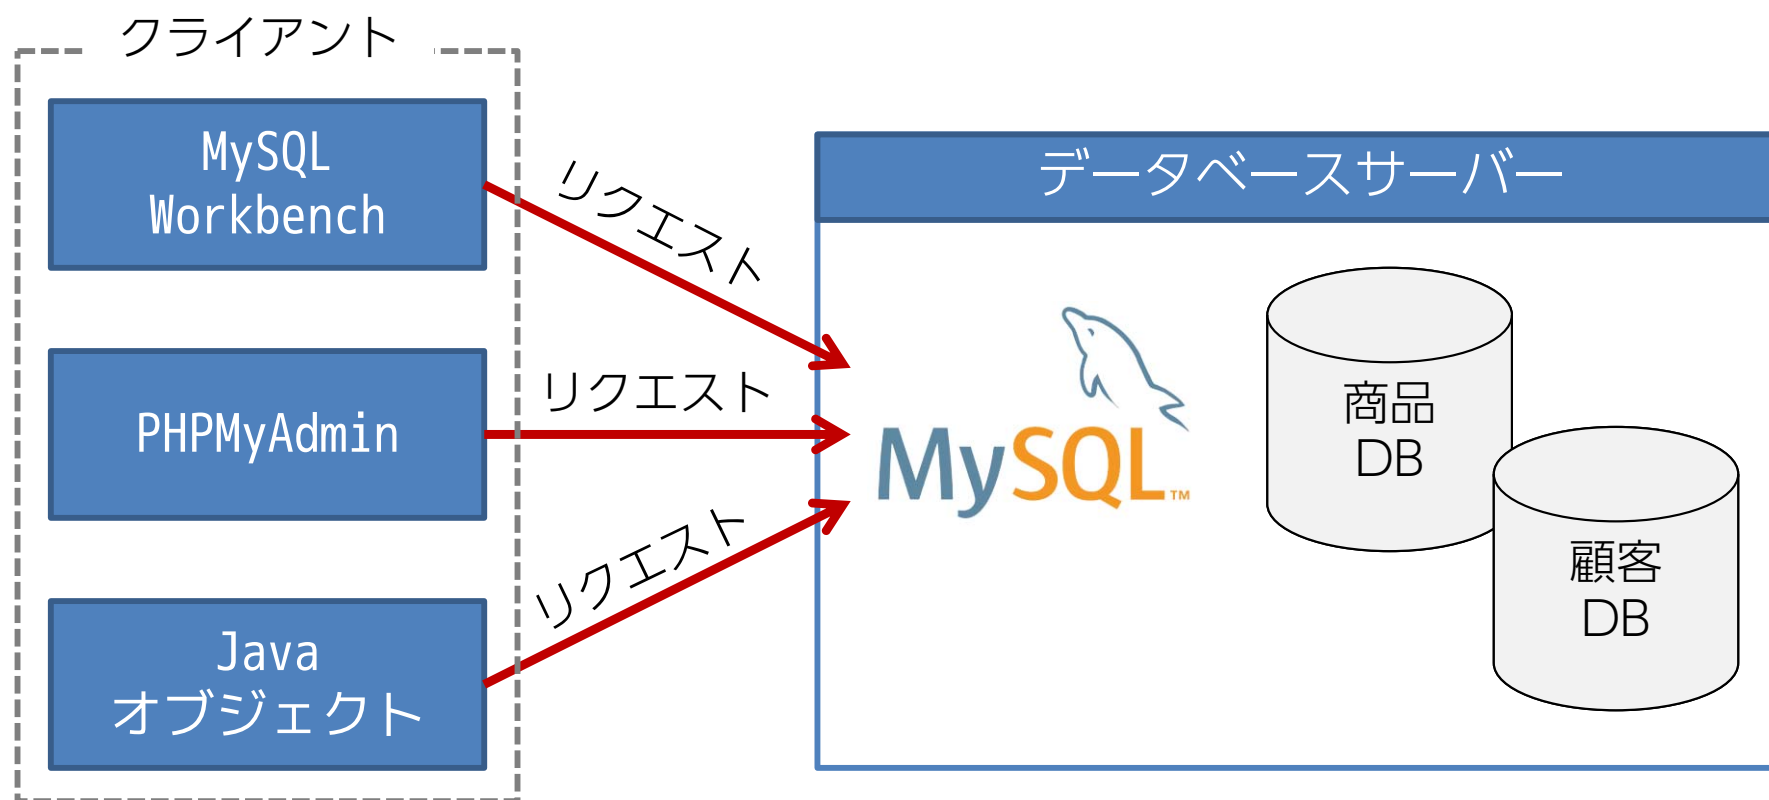 クライアント
MySQL
Workbench
リクエスト
データベースサーバー
PHPMyAdmin
リクエスト
MySQL™
商品
DB
顧客
DB
Java
オブジェクト
リクエスト